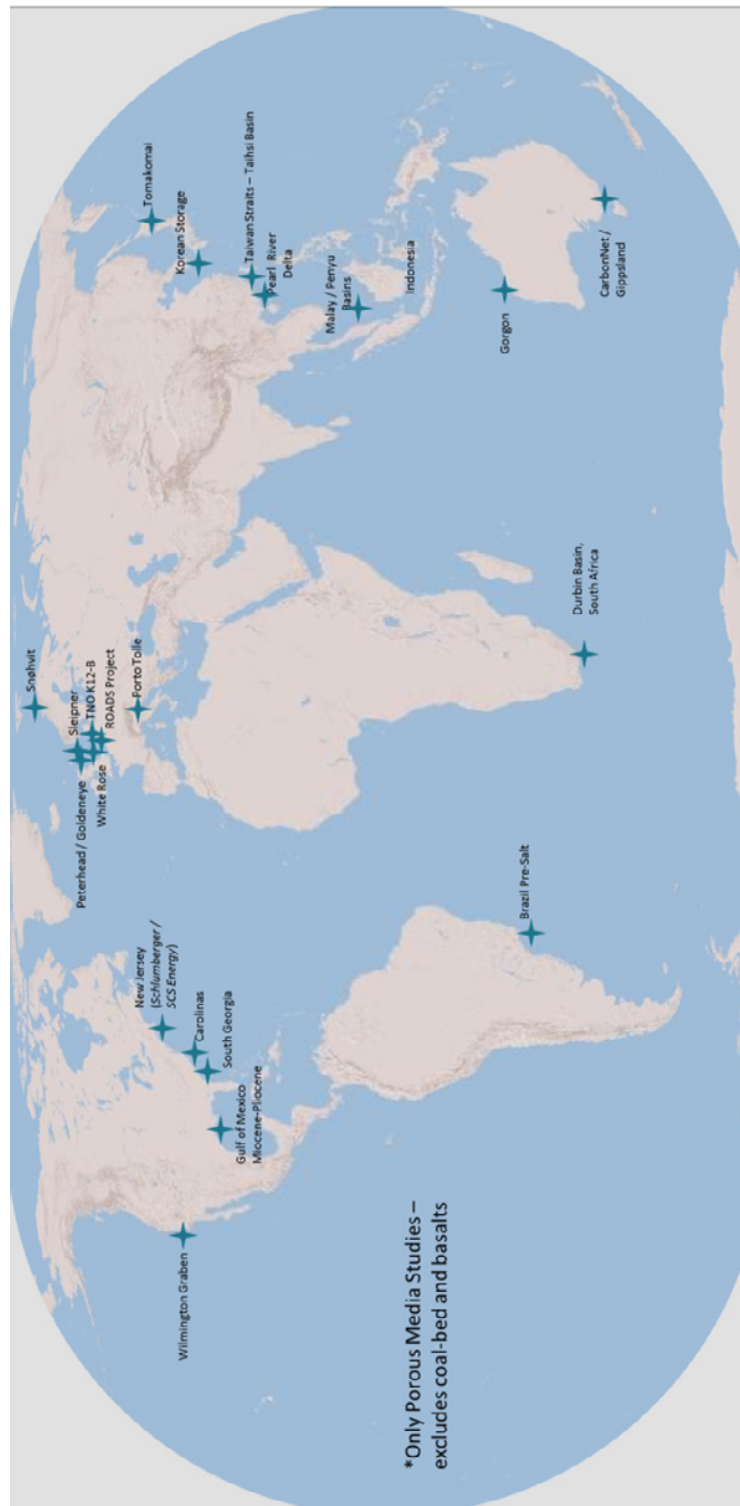 Snøhvit
Sleipner
TNO K12-B
ROAD5 Project
Peterhead / Goldeneye
White Rose
Porto Tolle
Tomakomai
Korean Storage
Taiwan Straits – Taihsi Basin
Pearl River
Delta
Malay / Penyu
Basins
Indonesia
Gorgon
CarbonNet /
Gippsland
Durbin Basin,
South Africa
Brazil Pre-Salt
New Jersey
(Schlumberger /
SCS Energy)
Carolinas
South Georgia
Gulf of Mexico
Miocene-Pliocene
Wilmington Graben
*Only Porous Media Studies –
excludes coal-bed and basalts